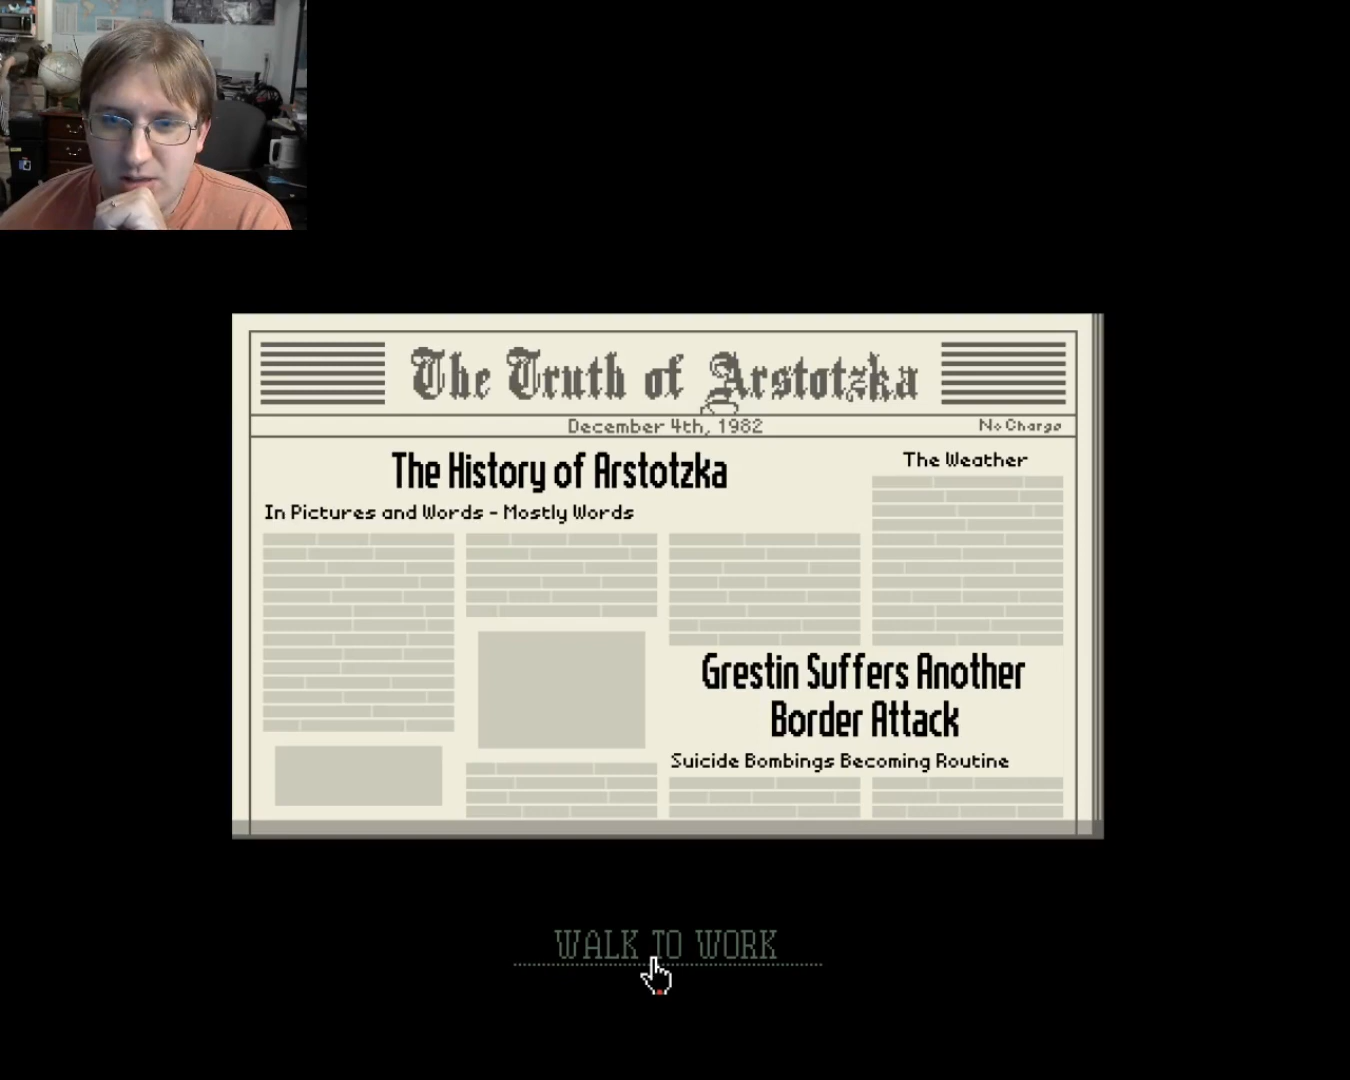 The Truth of Arstotzka
December 4th, 1982
No Charge
The History of Arstotzka
In Pictures and Words - Mostly Words
The Weather
Grestin Suffers Another
Border Attack
Suicide Bombings Becoming Routine
WALK TO WORK